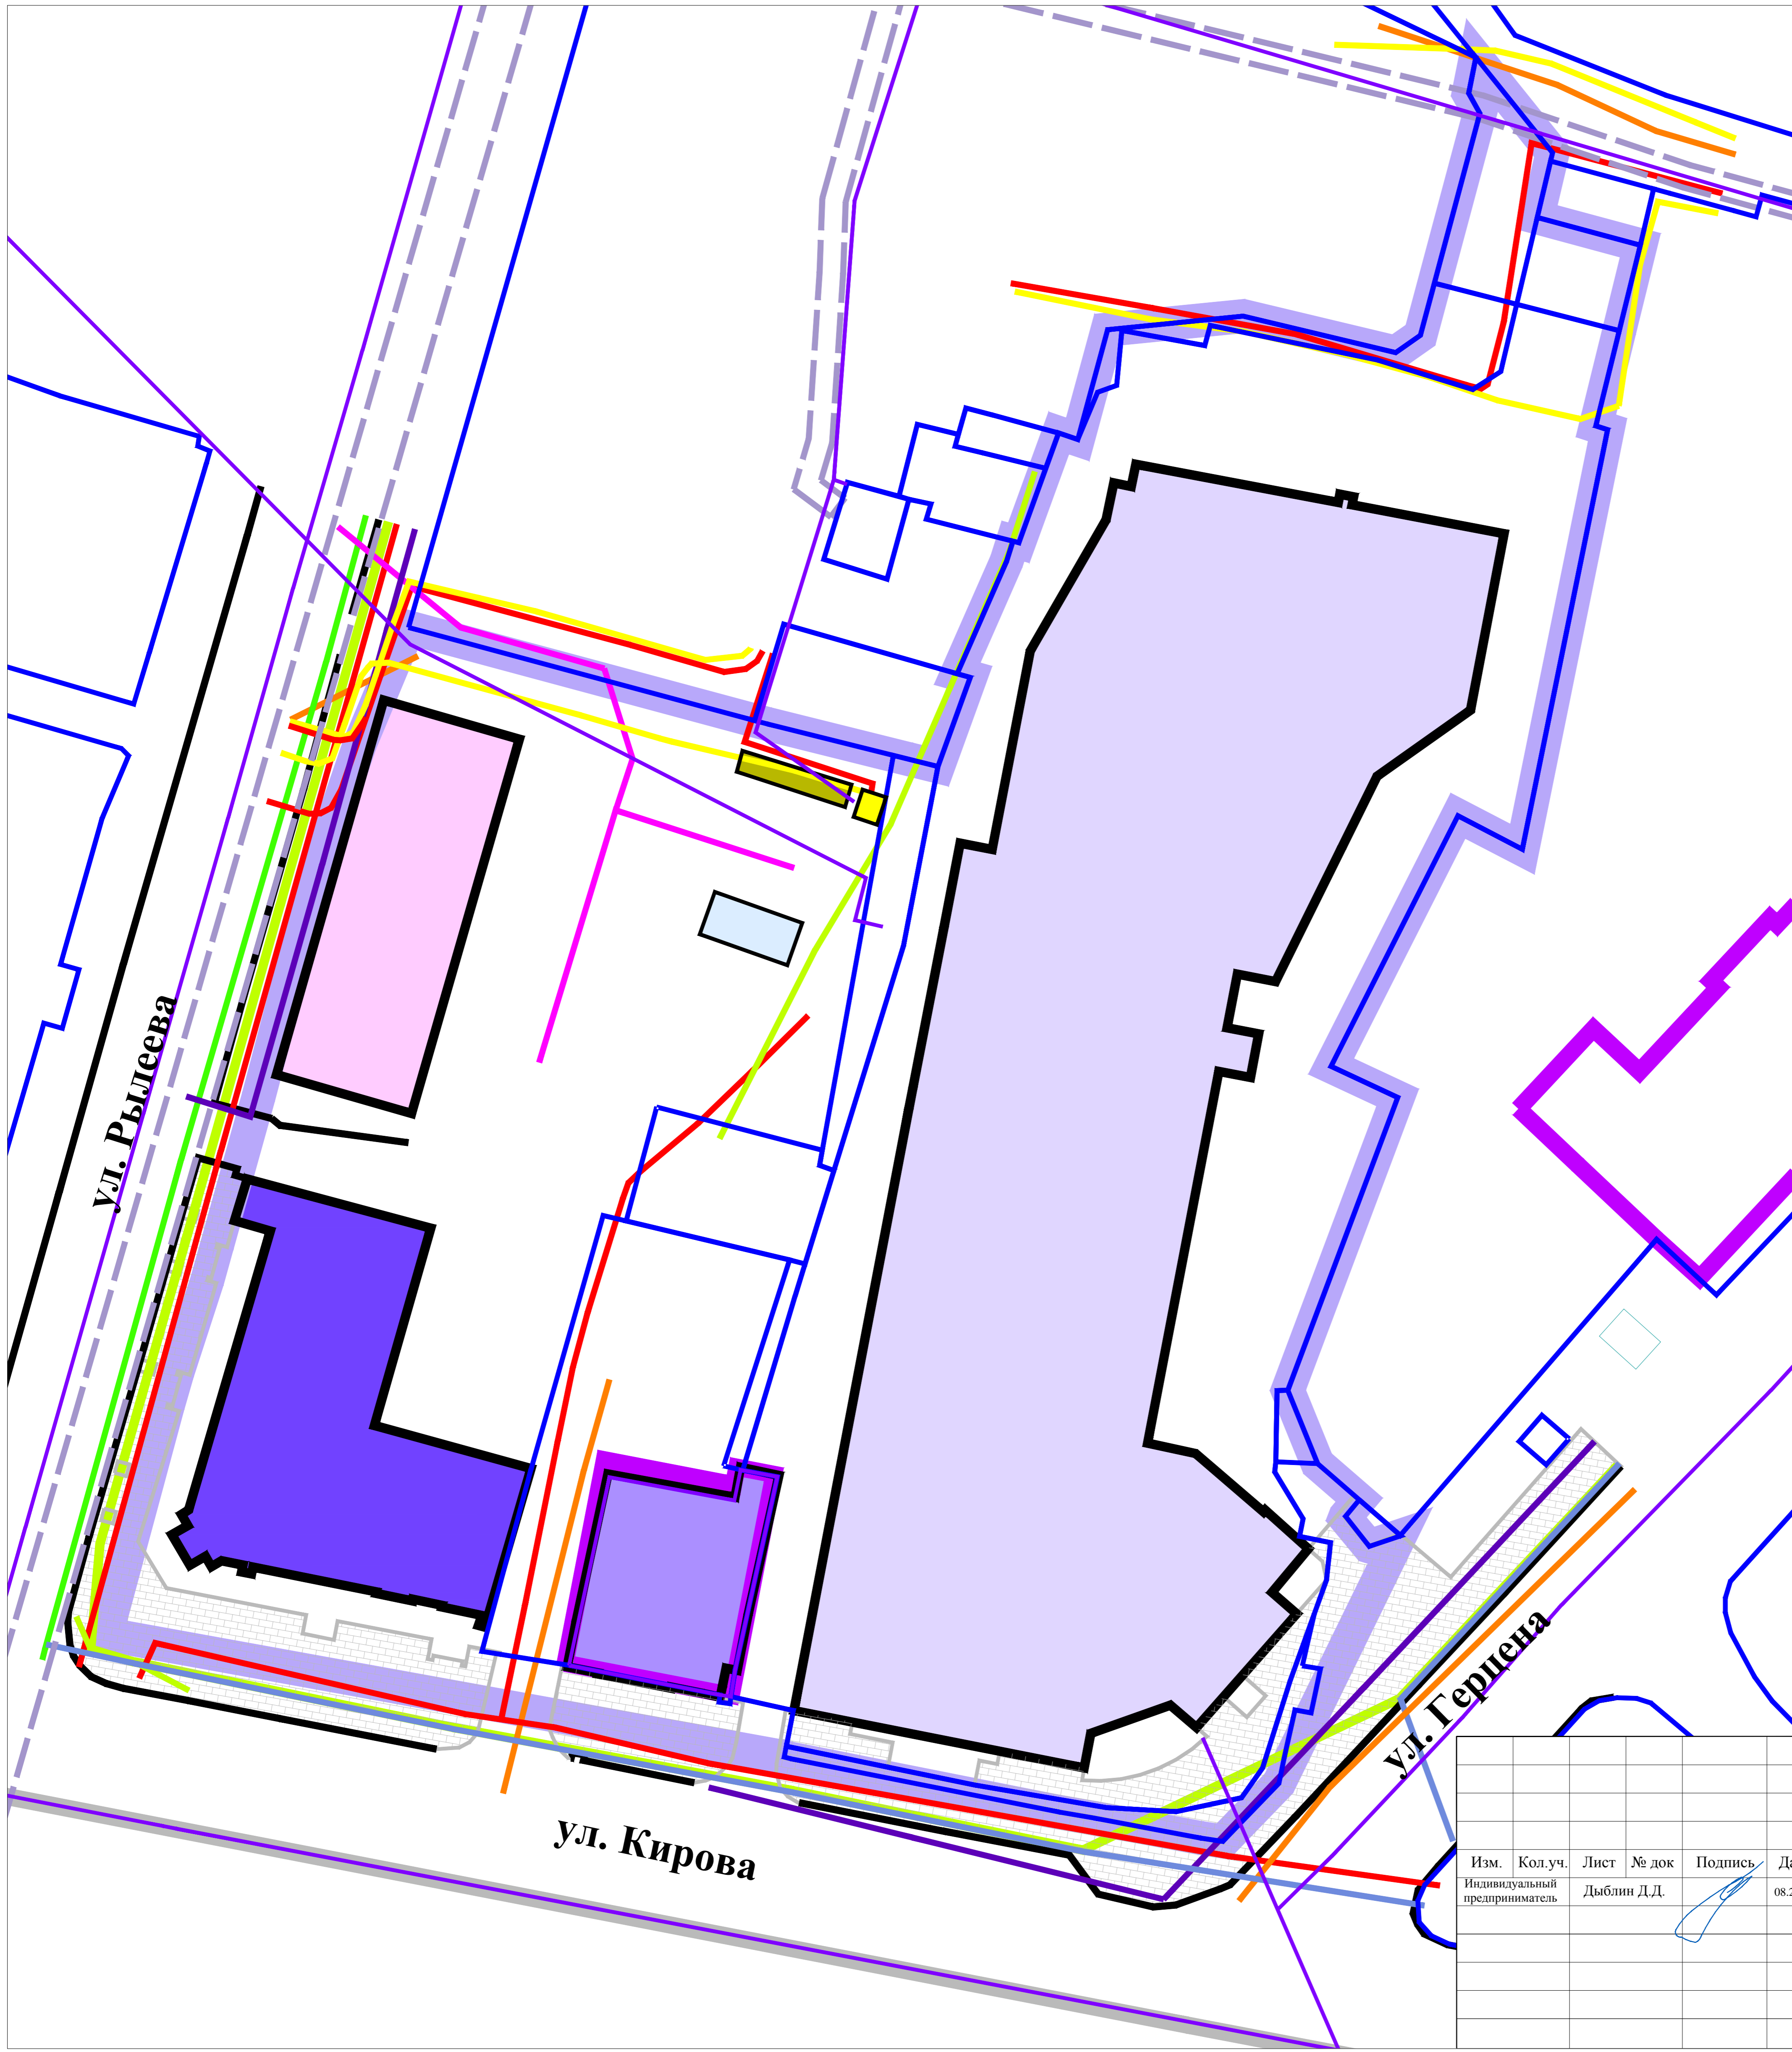 ул. Рылеева
ул. Герцена
ул. Кирова
Изм. Кол.уч. Лист № док Подпись
Индивидуальный
предприниматель
Дыблин Д.Д.